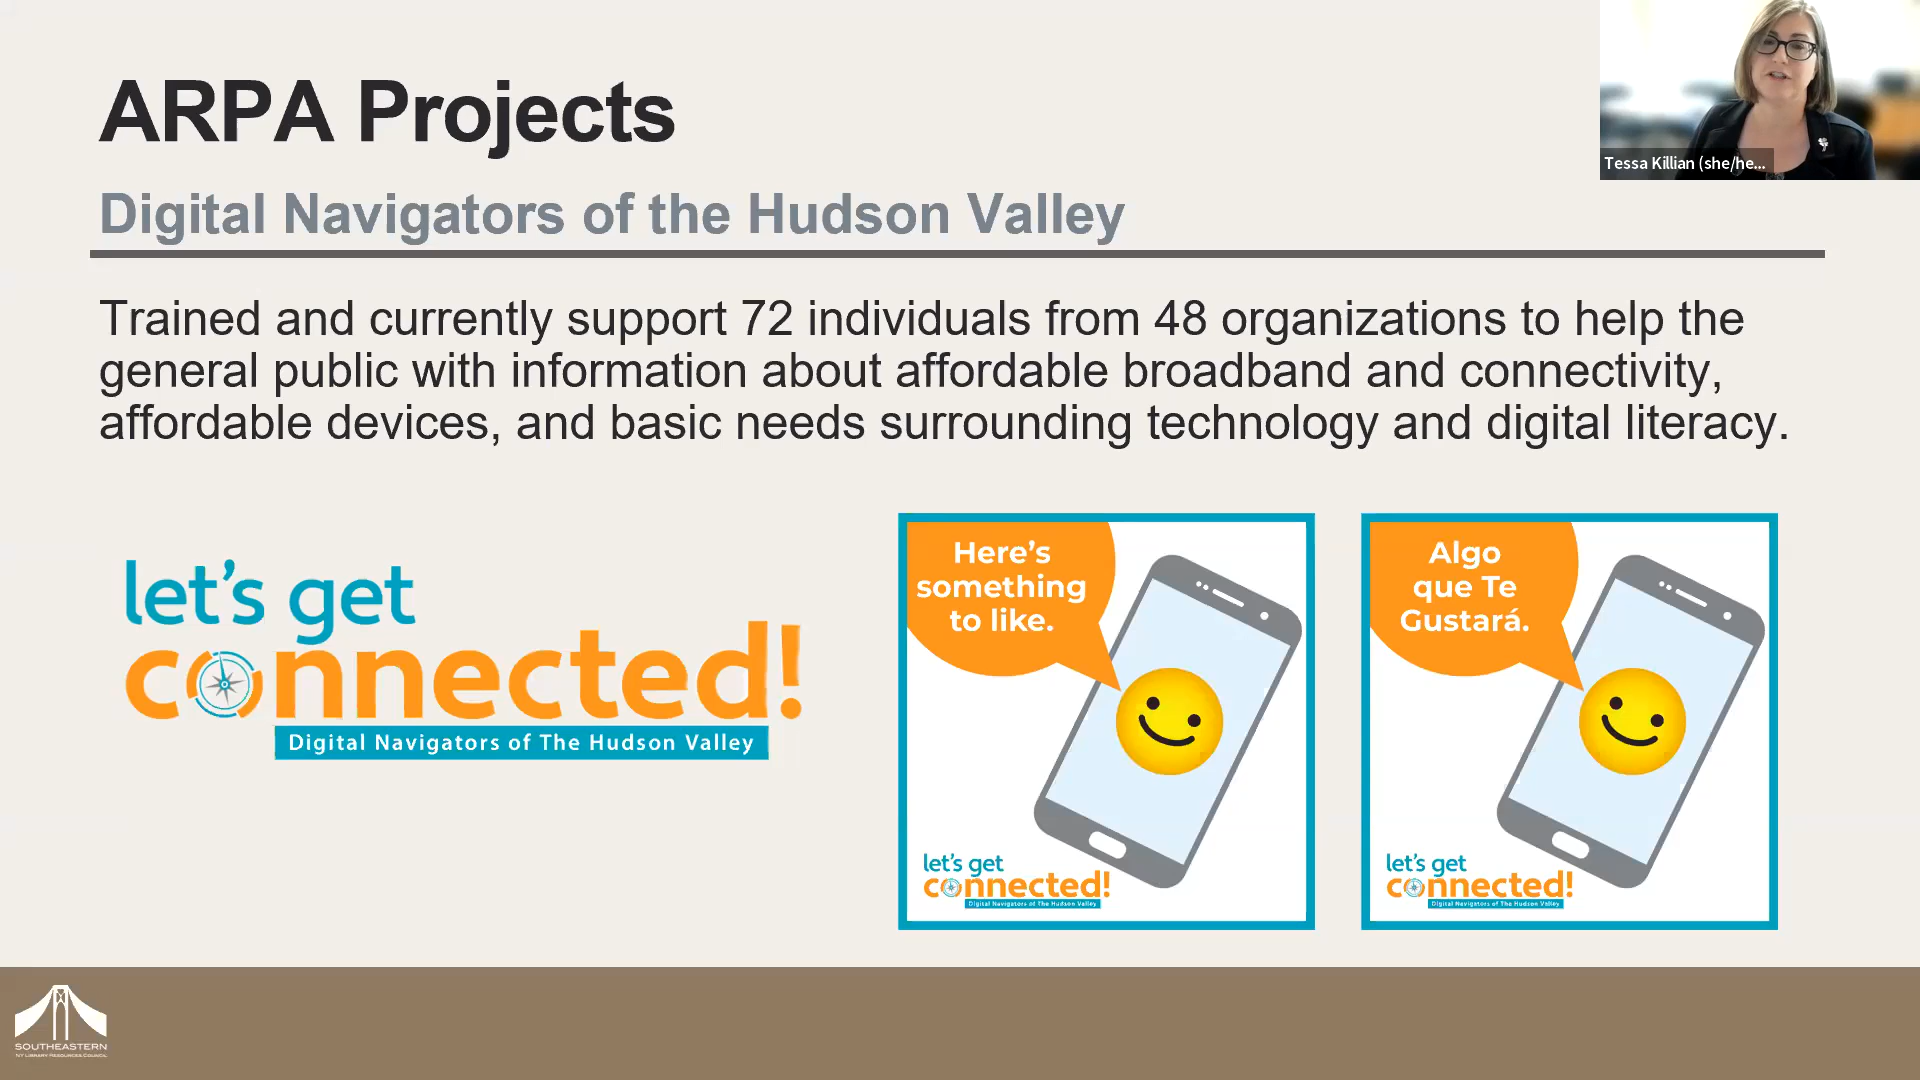 ARPA Projects
Digital Navigators of the Hudson Valley
Trained and currently support 72 individuals from 48 organizations to help the
general public with information about affordable broadband and connectivity,
affordable devices, and basic needs surrounding technology and digital literacy.
let's get
connected!
Digital Navigators of The Hudson Valley
Here's
something
to like.
let's get
connected!
Digital Navigators of The Hudson Valley
Algo
que Te
Gustará.
let's get
connected!
Digital Navigators of The Hudson Valley
Tessa Killian (she/he...
SOUTHEASTERN
NY LIBRARY RESOURCES COUNCIL